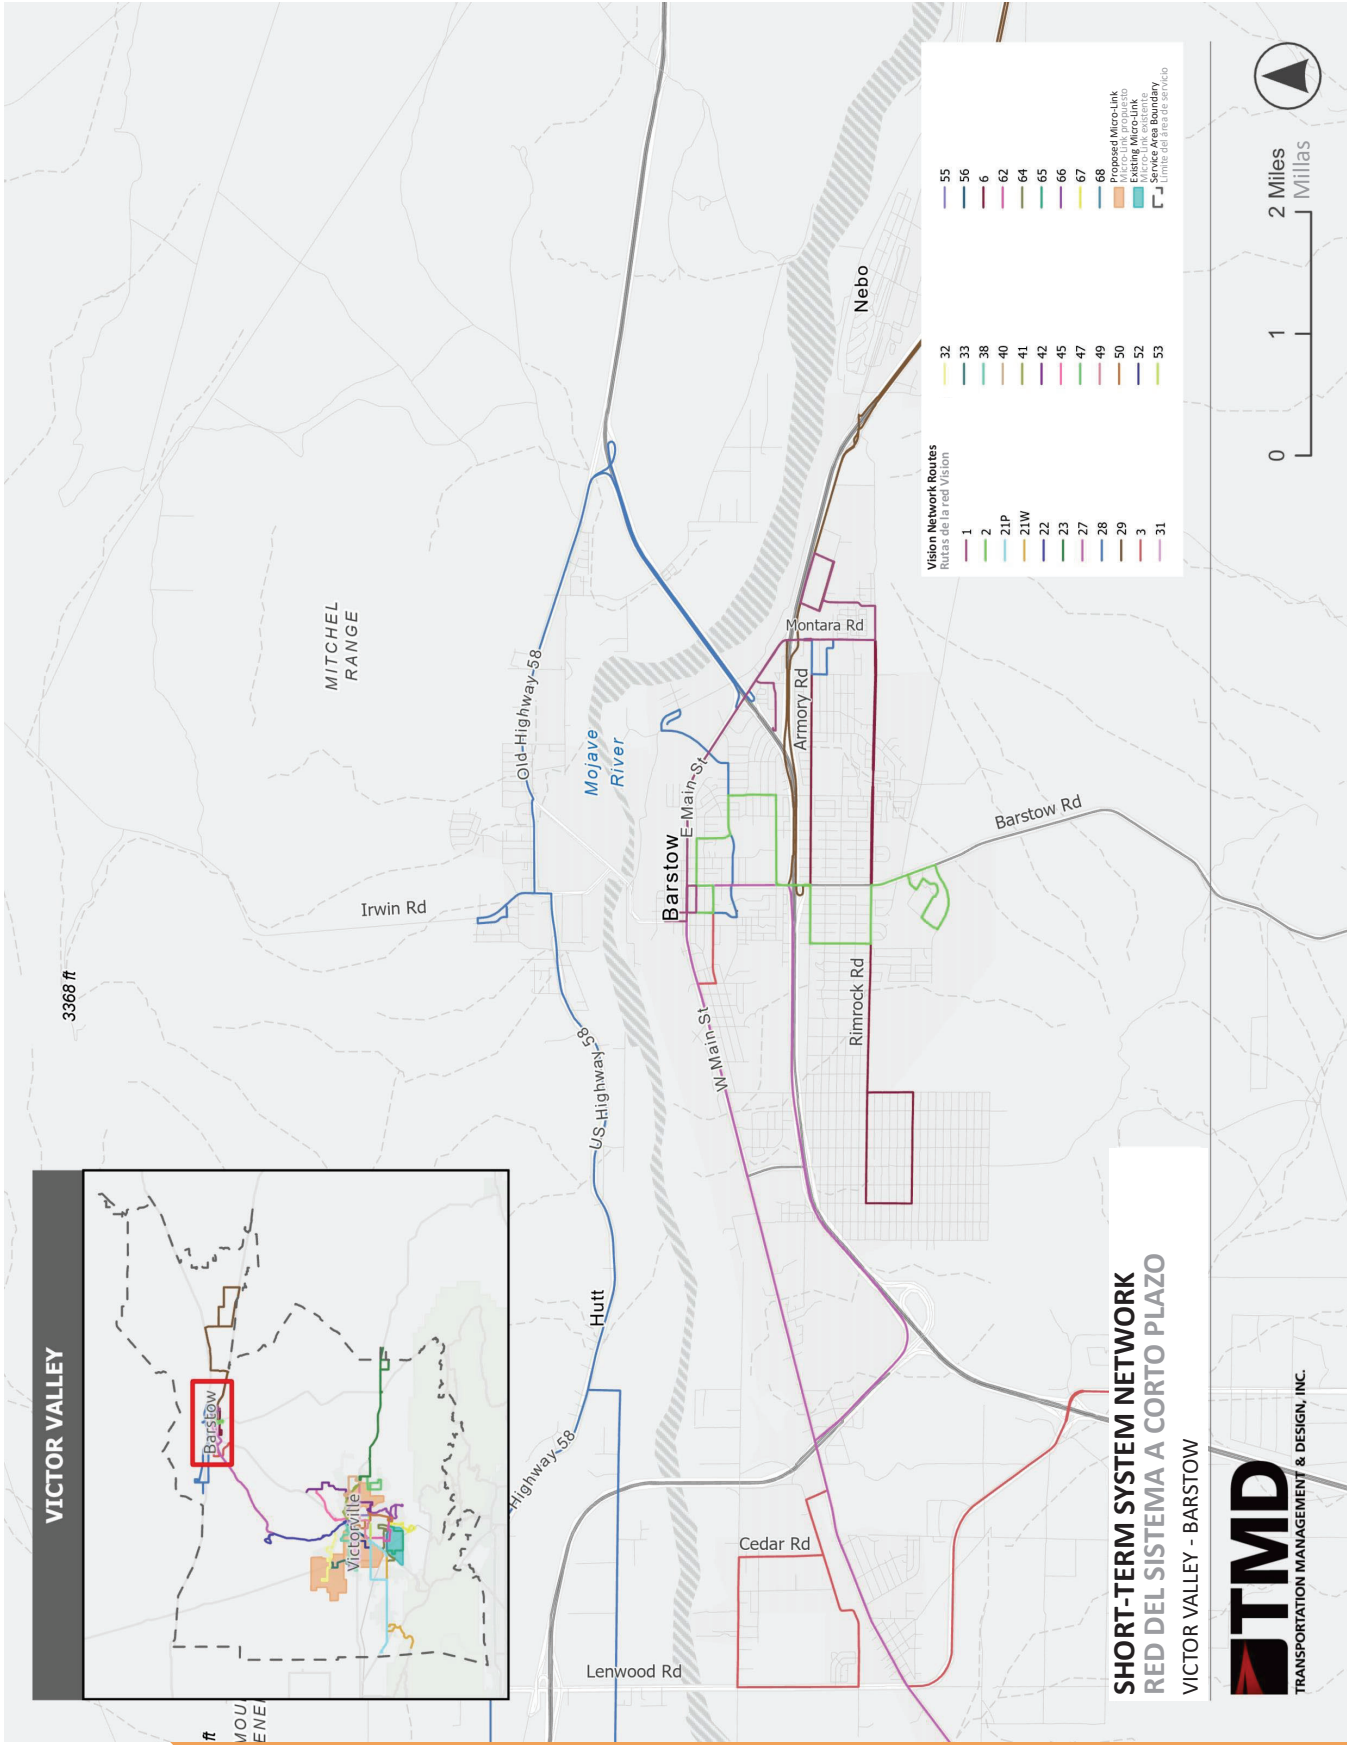 VICTOR VALLEY
Barstow
Victorville
3368 ft
ft
MITCHEL
RANGE
Irwin Rd
Old Highway 58
Mojave
River
US Highway 58
Hutt
Highway 58
Lenwood Rd
Cedar Rd
Barstow
E Main St
W Main St
Montara Rd
Armory Rd
Rimrock Rd
Barstow Rd
Nebo
Vision Network Routes
Rutas de la red Vision
1
2
21P
21W
22
23
27
28
29
3
31
32
33
38
40
41
42
45
47
49
50
52
53
55
56
6
62
64
65
66
67
68
Proposed Micro-Link
Micro-Link propuesto
Existing Micro-Link
Micro-Link existente
Service Area Boundary
Límite del área de servicio
0 1 2 Miles
Millas
SHORT-TERM SYSTEM NETWORK
RED DEL SISTEMA A CORTO PLAZO
VICTOR VALLEY - BARSTOW
TMD
TRANSPORTATION MANAGEMENT & DESIGN, INC.